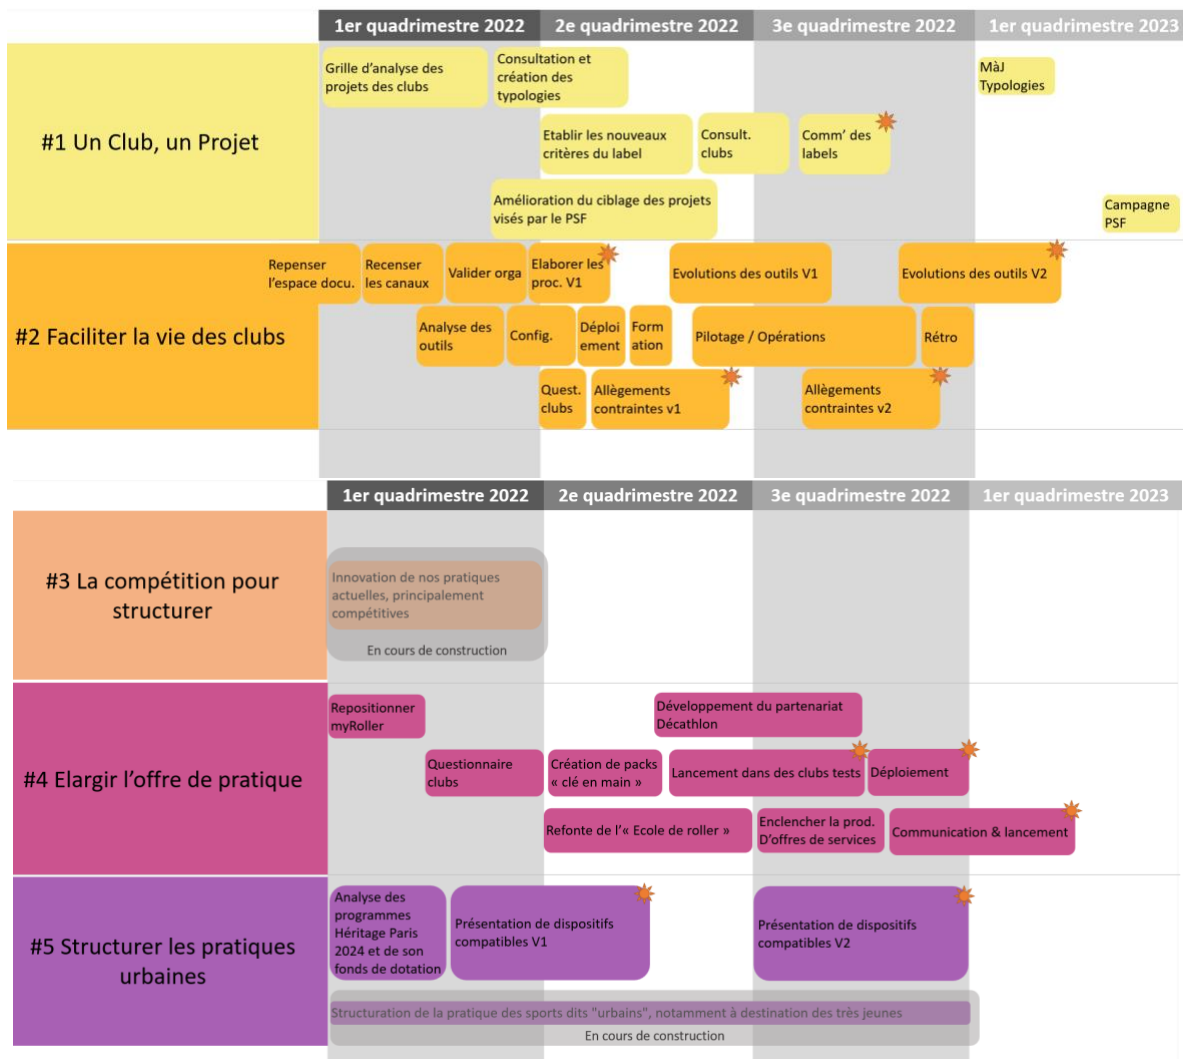 1er quadrimestre 2022
2e quadrimestre 2022
3e quadrimestre 2022
1er quadrimestre 2023
#1 Un Club, un Projet
Grille d'analyse des
projets des clubs
Consultation et
création des
typologies
MàJ
Typologies
Etablir les nouveaux
critères du label
Consult.
clubs
Comm' des
labels
Amélioration du ciblage des projets
visés par le PSF
Campagne
PSF
#2 Faciliter la vie des clubs
Repenser
l'espace docu.
Recenser
les canaux
Valider orga
Elaborer les
proc. V1
Evolutions des outils V1
Evolutions des outils V2
Analyse des
outils
Config.
Déploi
ement
Form
ation
Pilotage / Opérations
Rétro
Quest.
clubs
Allègements
contraintes v1
Allègements
contraintes v2
1er quadrimestre 2022
2e quadrimestre 2022
3e quadrimestre 2022
1er quadrimestre 2023
#3 La compétition pour
structurer
Innovation de nos pratiques
actuelles, principalement
compétitives
En cours de construction
#4 Elargir l'offre de pratique
Repositionner
myRoller
Développement du partenariat
Décathlon
Questionnaire
clubs
Création de packs
« clé en main »
Lancement dans des clubs tests
Déploiement
Refonte de l'« Ecole de roller »
Enclencher la prod.
D'offres de services
Communication & lancement
#5 Structurer les pratiques
urbaines
Analyse des
programmes
Héritage Paris
2024 et de son
fonds de dotation
Présentation de dispositifs
compatibles V1
Présentation de dispositifs
compatibles V2
Structuration de la pratique des sports dits "urbains", notamment à destination des très jeunes
En cours de construction